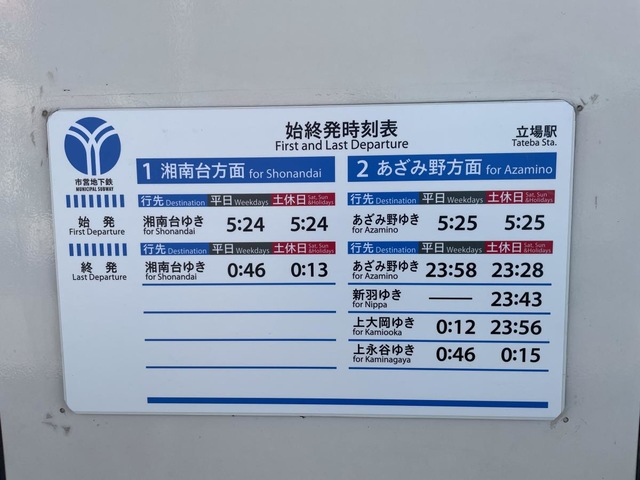 始終発時刻表
First and Last Departure
立場駅
Tateba Sta.
市営地下鉄
MUNICIPAL SUBWAY
1 湘南台方面 for Shonandai
2 あざみ野方面 for Azamino
行先 Destination 平日 Weekdays 土休日 Sat, Sun &Holidays
行先 Destination 平日 Weekdays 土休日 Sat, Sun &Holidays
始発
First Departure
湘南台ゆき 5:24 5:24
for Shonandai
あざみ野ゆき 5:25 5:25
for Azamino
行先 Destination 平日 Weekdays 土休日 Sat, Sun &Holidays
行先 Destination 平日 Weekdays 土休日 Sat, Sun &Holidays
終発
Last Departure
湘南台ゆき 0:46 0:13
for Shonandai
あざみ野ゆき 23:58 23:28
for Azamino
新羽ゆき — 23:43
for Nippa
上大岡ゆき 0:12 23:56
for Kamiooka
上永谷ゆき 0:46 0:15
for Kaminagaya